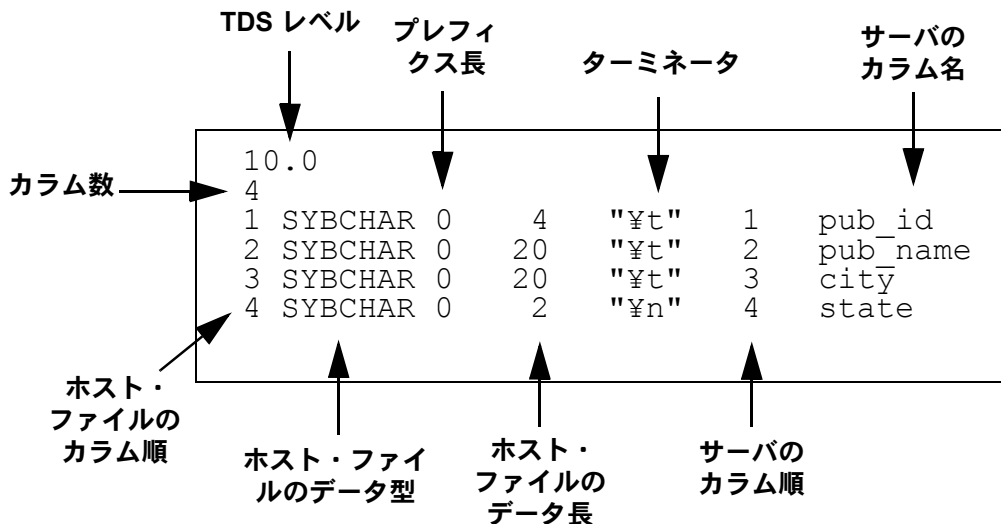 TDS レベル
プレフィ
クス長
ターミネータ
サーバの
カラム名
カラム数
10.0
4
1 SYBCHAR 0 4 "¥t" 1 pub_id
2 SYBCHAR 0 20 "¥t" 2 pub_name
3 SYBCHAR 0 20 "¥t" 3 city
4 SYBCHAR 0 2 "¥n" 4 state
ホスト・
ファイルの
カラム順
ホスト・ファイ
ルのデータ型
ホスト・
ファイルの
データ長
サーバの
カラム順